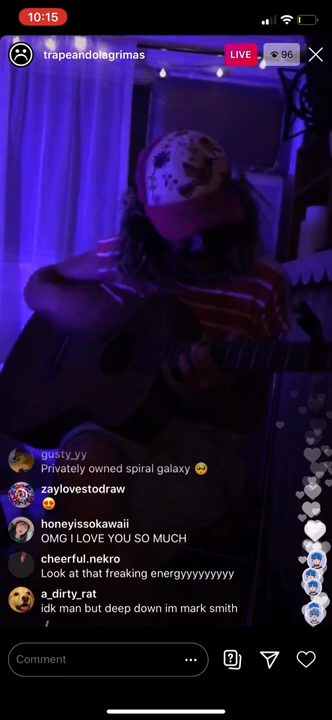 10:15
trapeandolagrimas
LIVE
96
gusty_yy
Privately owned spiral galaxy 🥺
zaylovestodraw
😍
honeyissokawaii
OMG I LOVE YOU SO MUCH
cheerful.nekro
Look at that freaking energyyyyyyyyy
a_dirty_rat
idk man but deep down im mark smith
Comment